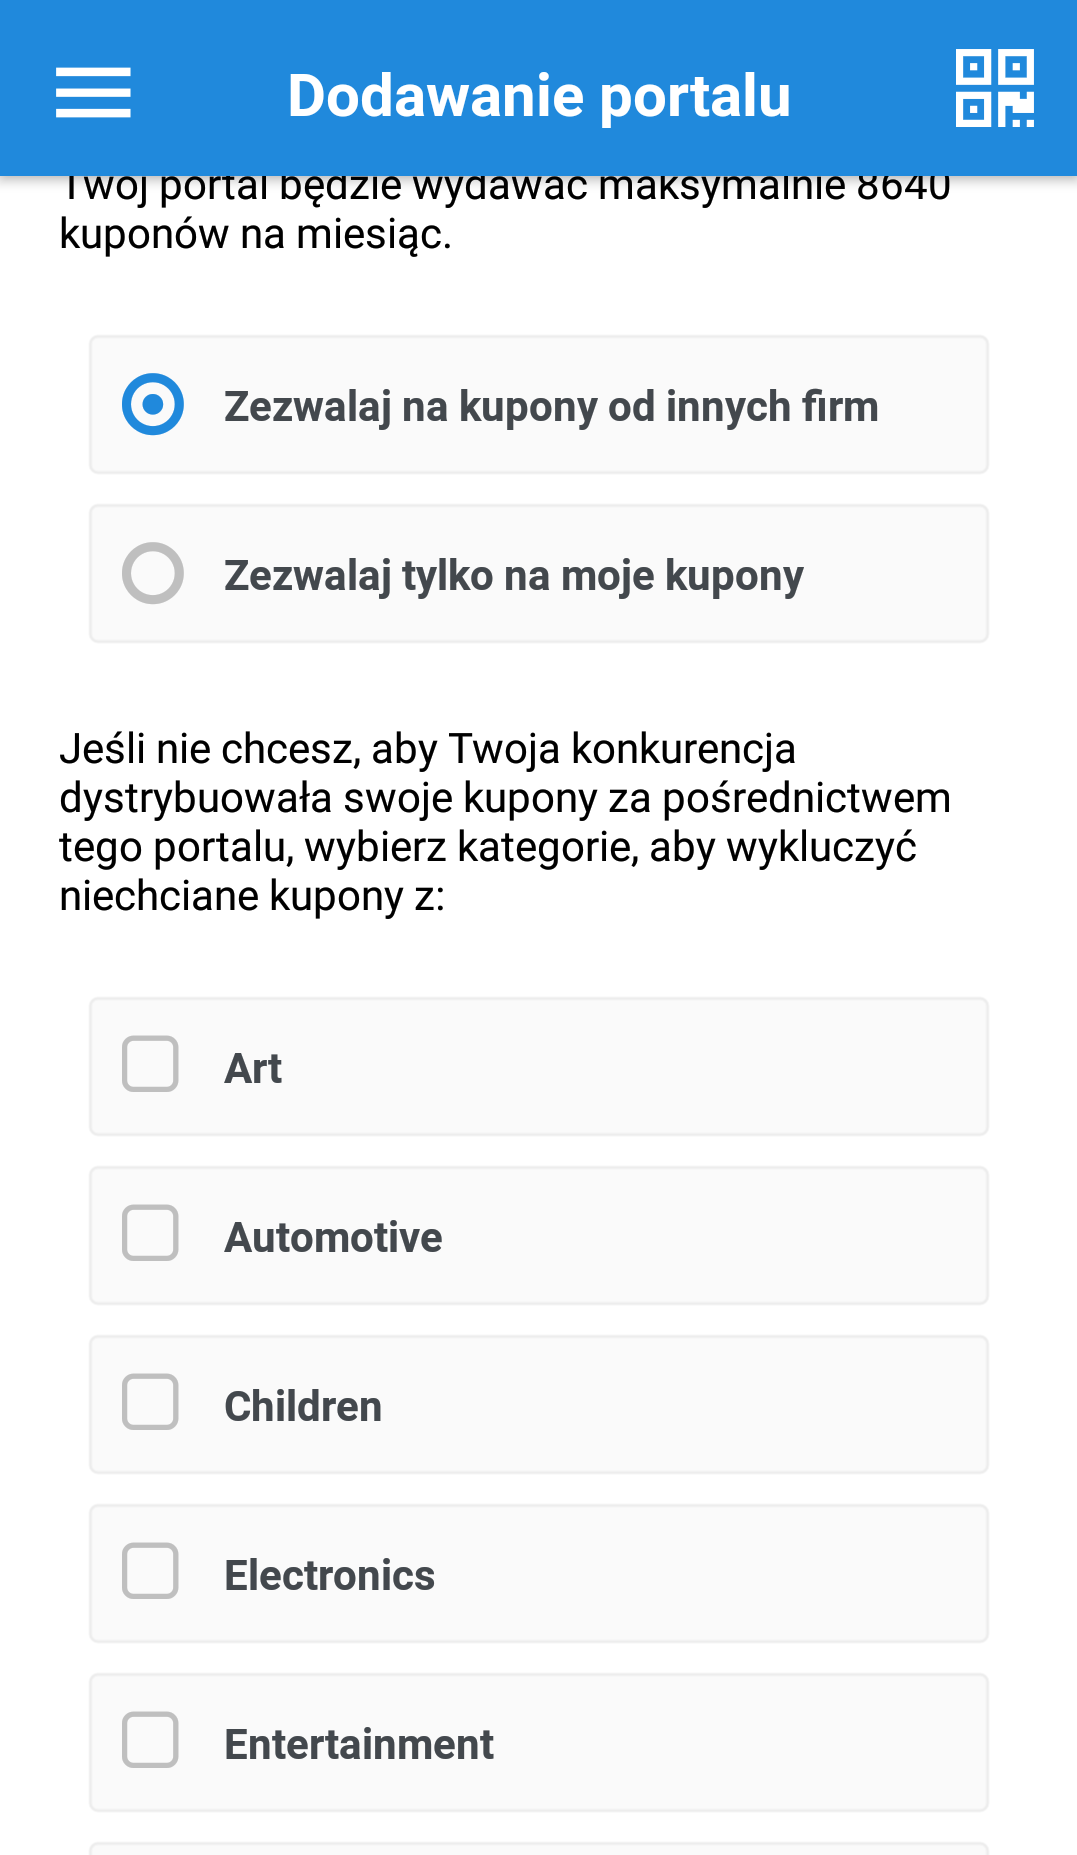 Dodawanie portalu
Twój portal będzie wydawać maksymalnie 8640
kuponów na miesiąc.
Zezwalaj na kupony od innych firm
Zezwalaj tylko na moje kupony
Jeśli nie chcesz, aby Twoja konkurencja
dystrybuowała swoje kupony za pośrednictwem
tego portalu, wybierz kategorie, aby wykluczyć
niechciane kupony z:
Art
Automotive
Children
Electronics
Entertainment